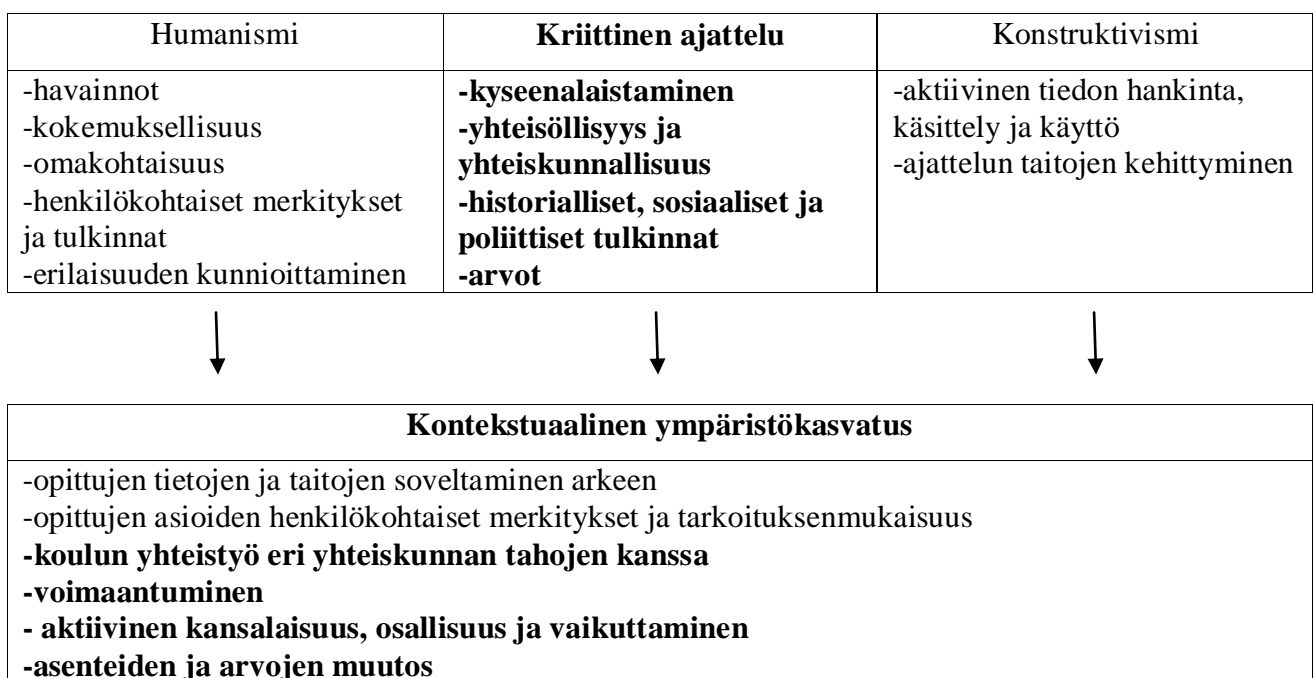 Humanismi
-havainnot
-kokemuksellisuus
-omakohtaisuus
-henkilökohtaiset merkitykset
ja tulkinnat
-erilaisuuden kunnioittaminen
Kriittinen ajattelu
-kyseenalaistaminen
-yhteisöllisyys ja
yhteiskunnallisuus
-historialliset, sosiaaliset ja
poliittiset tulkinnat
-arvot
Konstruktivismi
-aktiivinen tiedon hankinta,
käsittely ja käyttö
-ajattelun taitojen kehittyminen
Kontekstuaalinen ympäristökasvatus
-opittujen tietojen ja taitojen soveltaminen arkeen
-opittujen asioiden henkilökohtaiset merkitykset ja tarkoituksenmukaisuus
-koulun yhteistyö eri yhteiskunnan tahojen kanssa
-voimaantuminen
- aktiivinen kansalaisuus, osallisuus ja vaikuttaminen
-asenteiden ja arvojen muutos